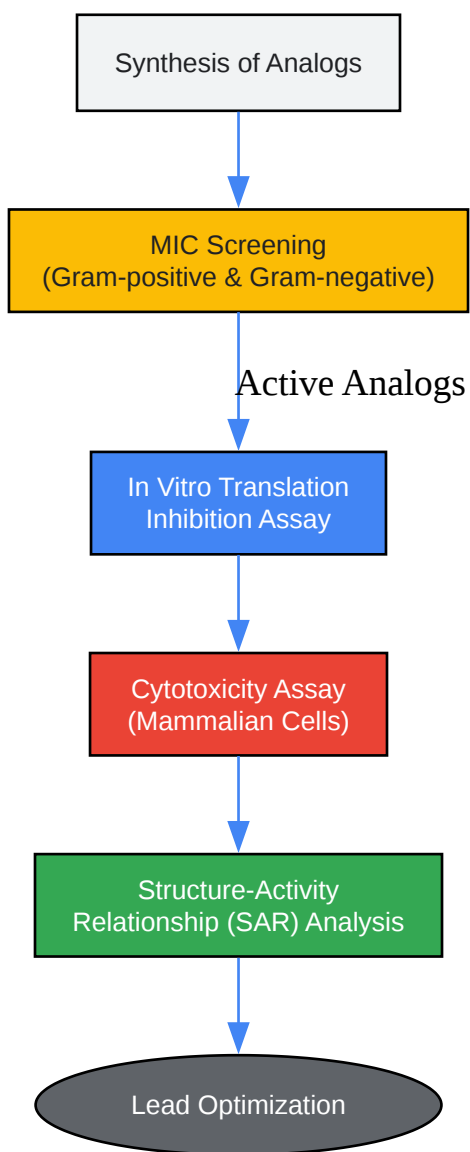 Synthesis of Analogs
MIC Screening
(Gram-positive & Gram-negative)
Active Analogs
In Vitro Translation
Inhibition Assay
Cytotoxicity Assay
(Mammalian Cells)
Structure-Activity
Relationship (SAR) Analysis
Lead Optimization